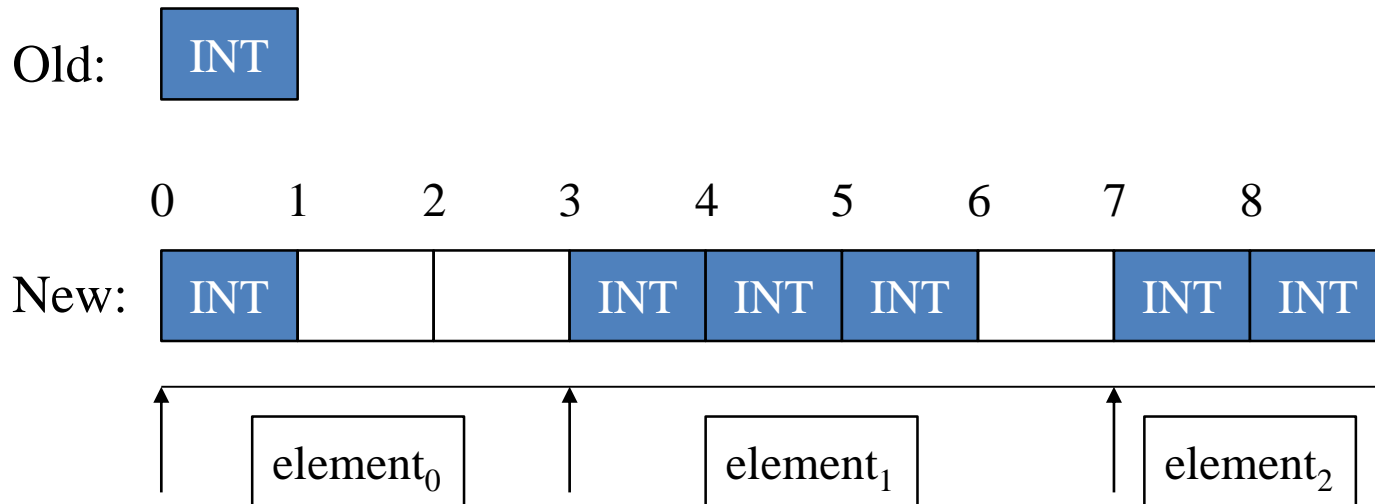 Old: INT
0 1 2 3 4 5 6 7 8
New: INT INT INT INT INT INT
element₀ element₁ element₂